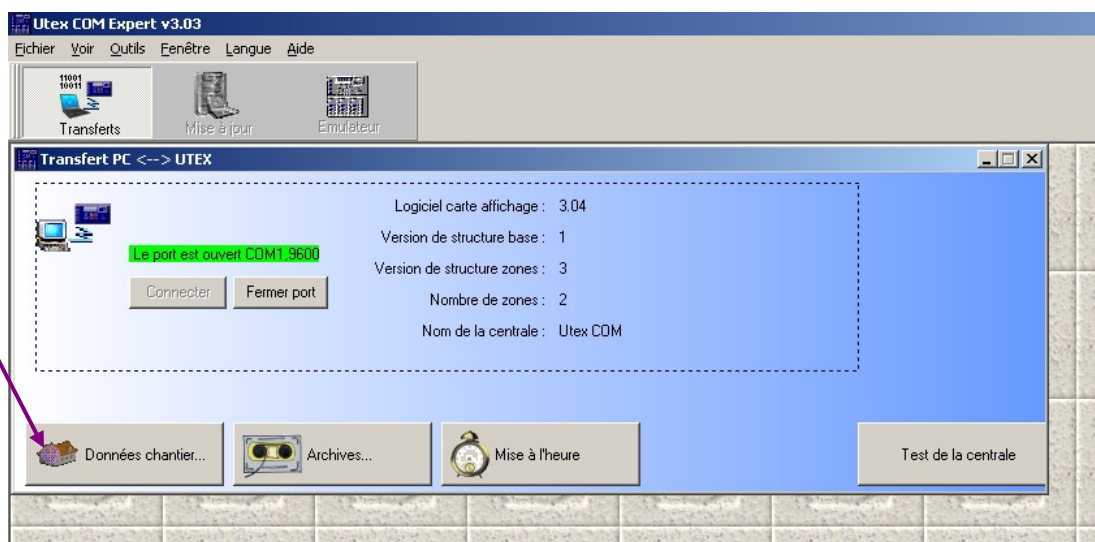 Utex COM Expert v3.03
Fichier Voir Outils Fenêtre Langue Aide
11001
10011
Transferts Mise à jour Emulateur
Transfert PC <--> UTEX
Logiciel carte affichage : 3.04
Version de structure base : 1
Le port est ouvert COM1,9600
Version de structure zones : 3
Connecter Fermer port
Nombre de zones : 2
Nom de la centrale : Utex COM
Données chantier... Archives... Mise à l'heure Test de la centrale